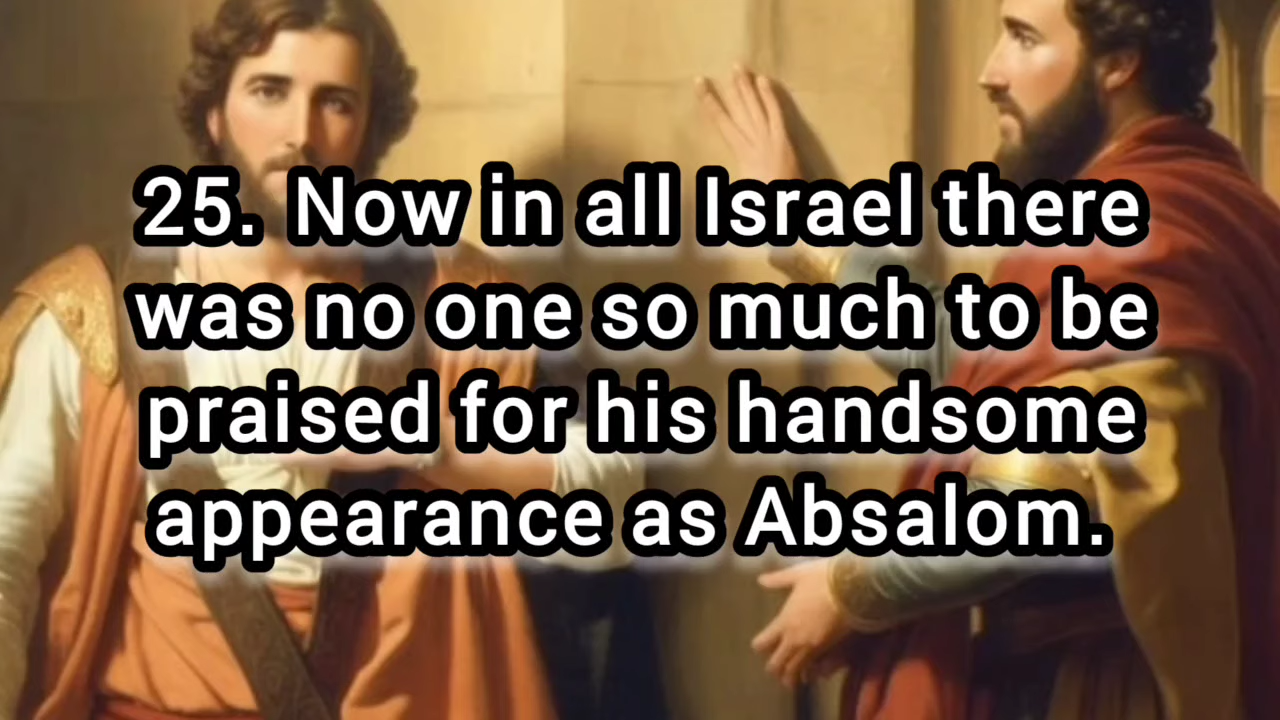 25. Now in all Israel there
was no one so much to be
praised for his handsome
appearance as Absalom.